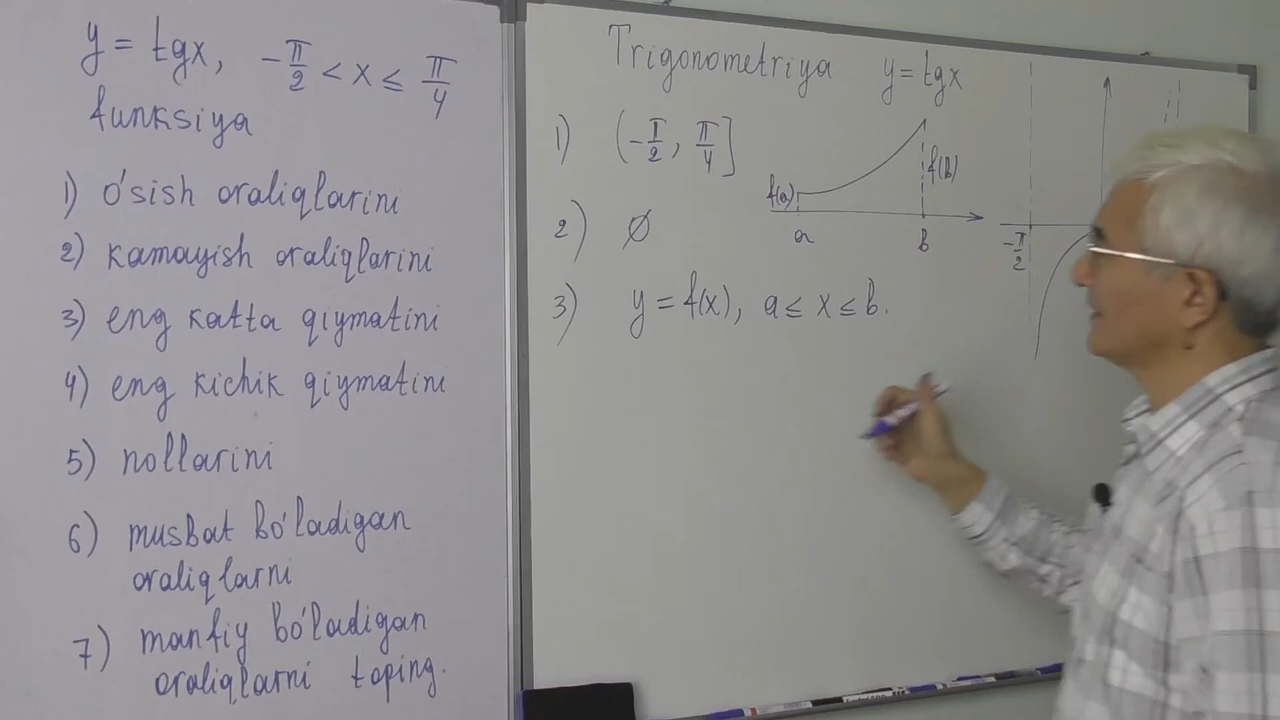 y = tgx, -π/2 < x ≤ π/4
funksiya
1) o'sish oraliqlarini
2) kamayish oraliqlarini
3) eng katta qiymatini
4) eng kichik qiymatini
5) nollarini
6) musbat bo'ladigan
oraliqlarni
7) manfiy bo'ladigan
oraliqlarni toping.
Trigonometriya y = tgx
1) (-π/2, π/4]
f(a) f(b)
a b
-π/2
2) ∅
3) y = f(x), a ≤ x ≤ b.